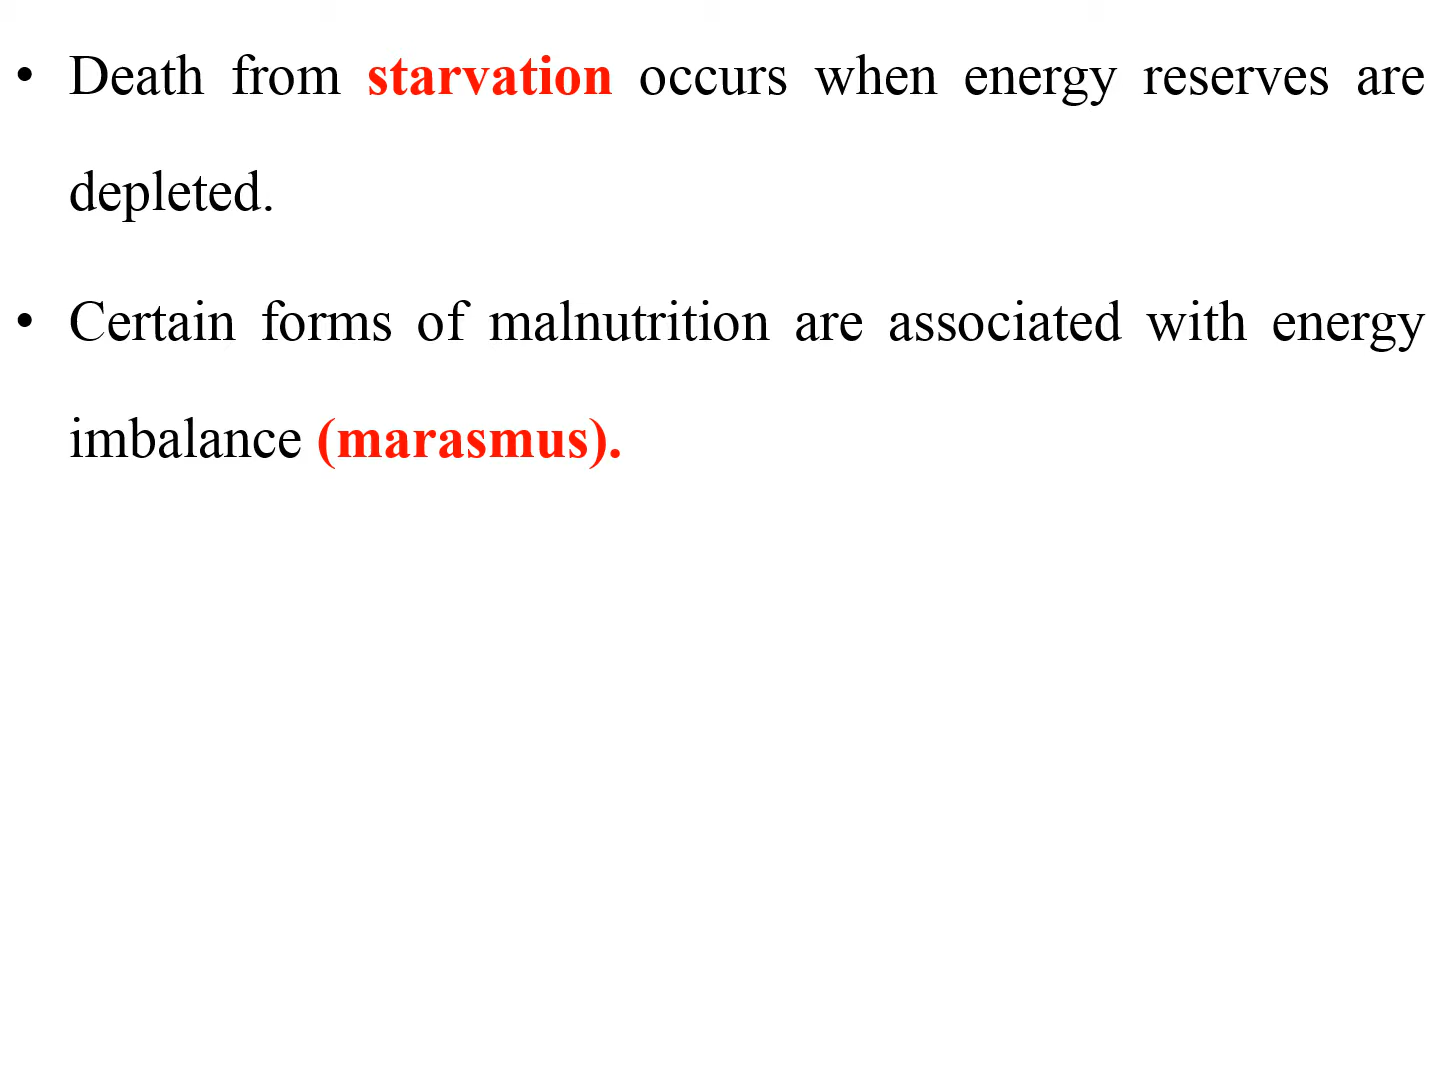 • Death from starvation occurs when energy reserves are
depleted.
• Certain forms of malnutrition are associated with energy
imbalance (marasmus).